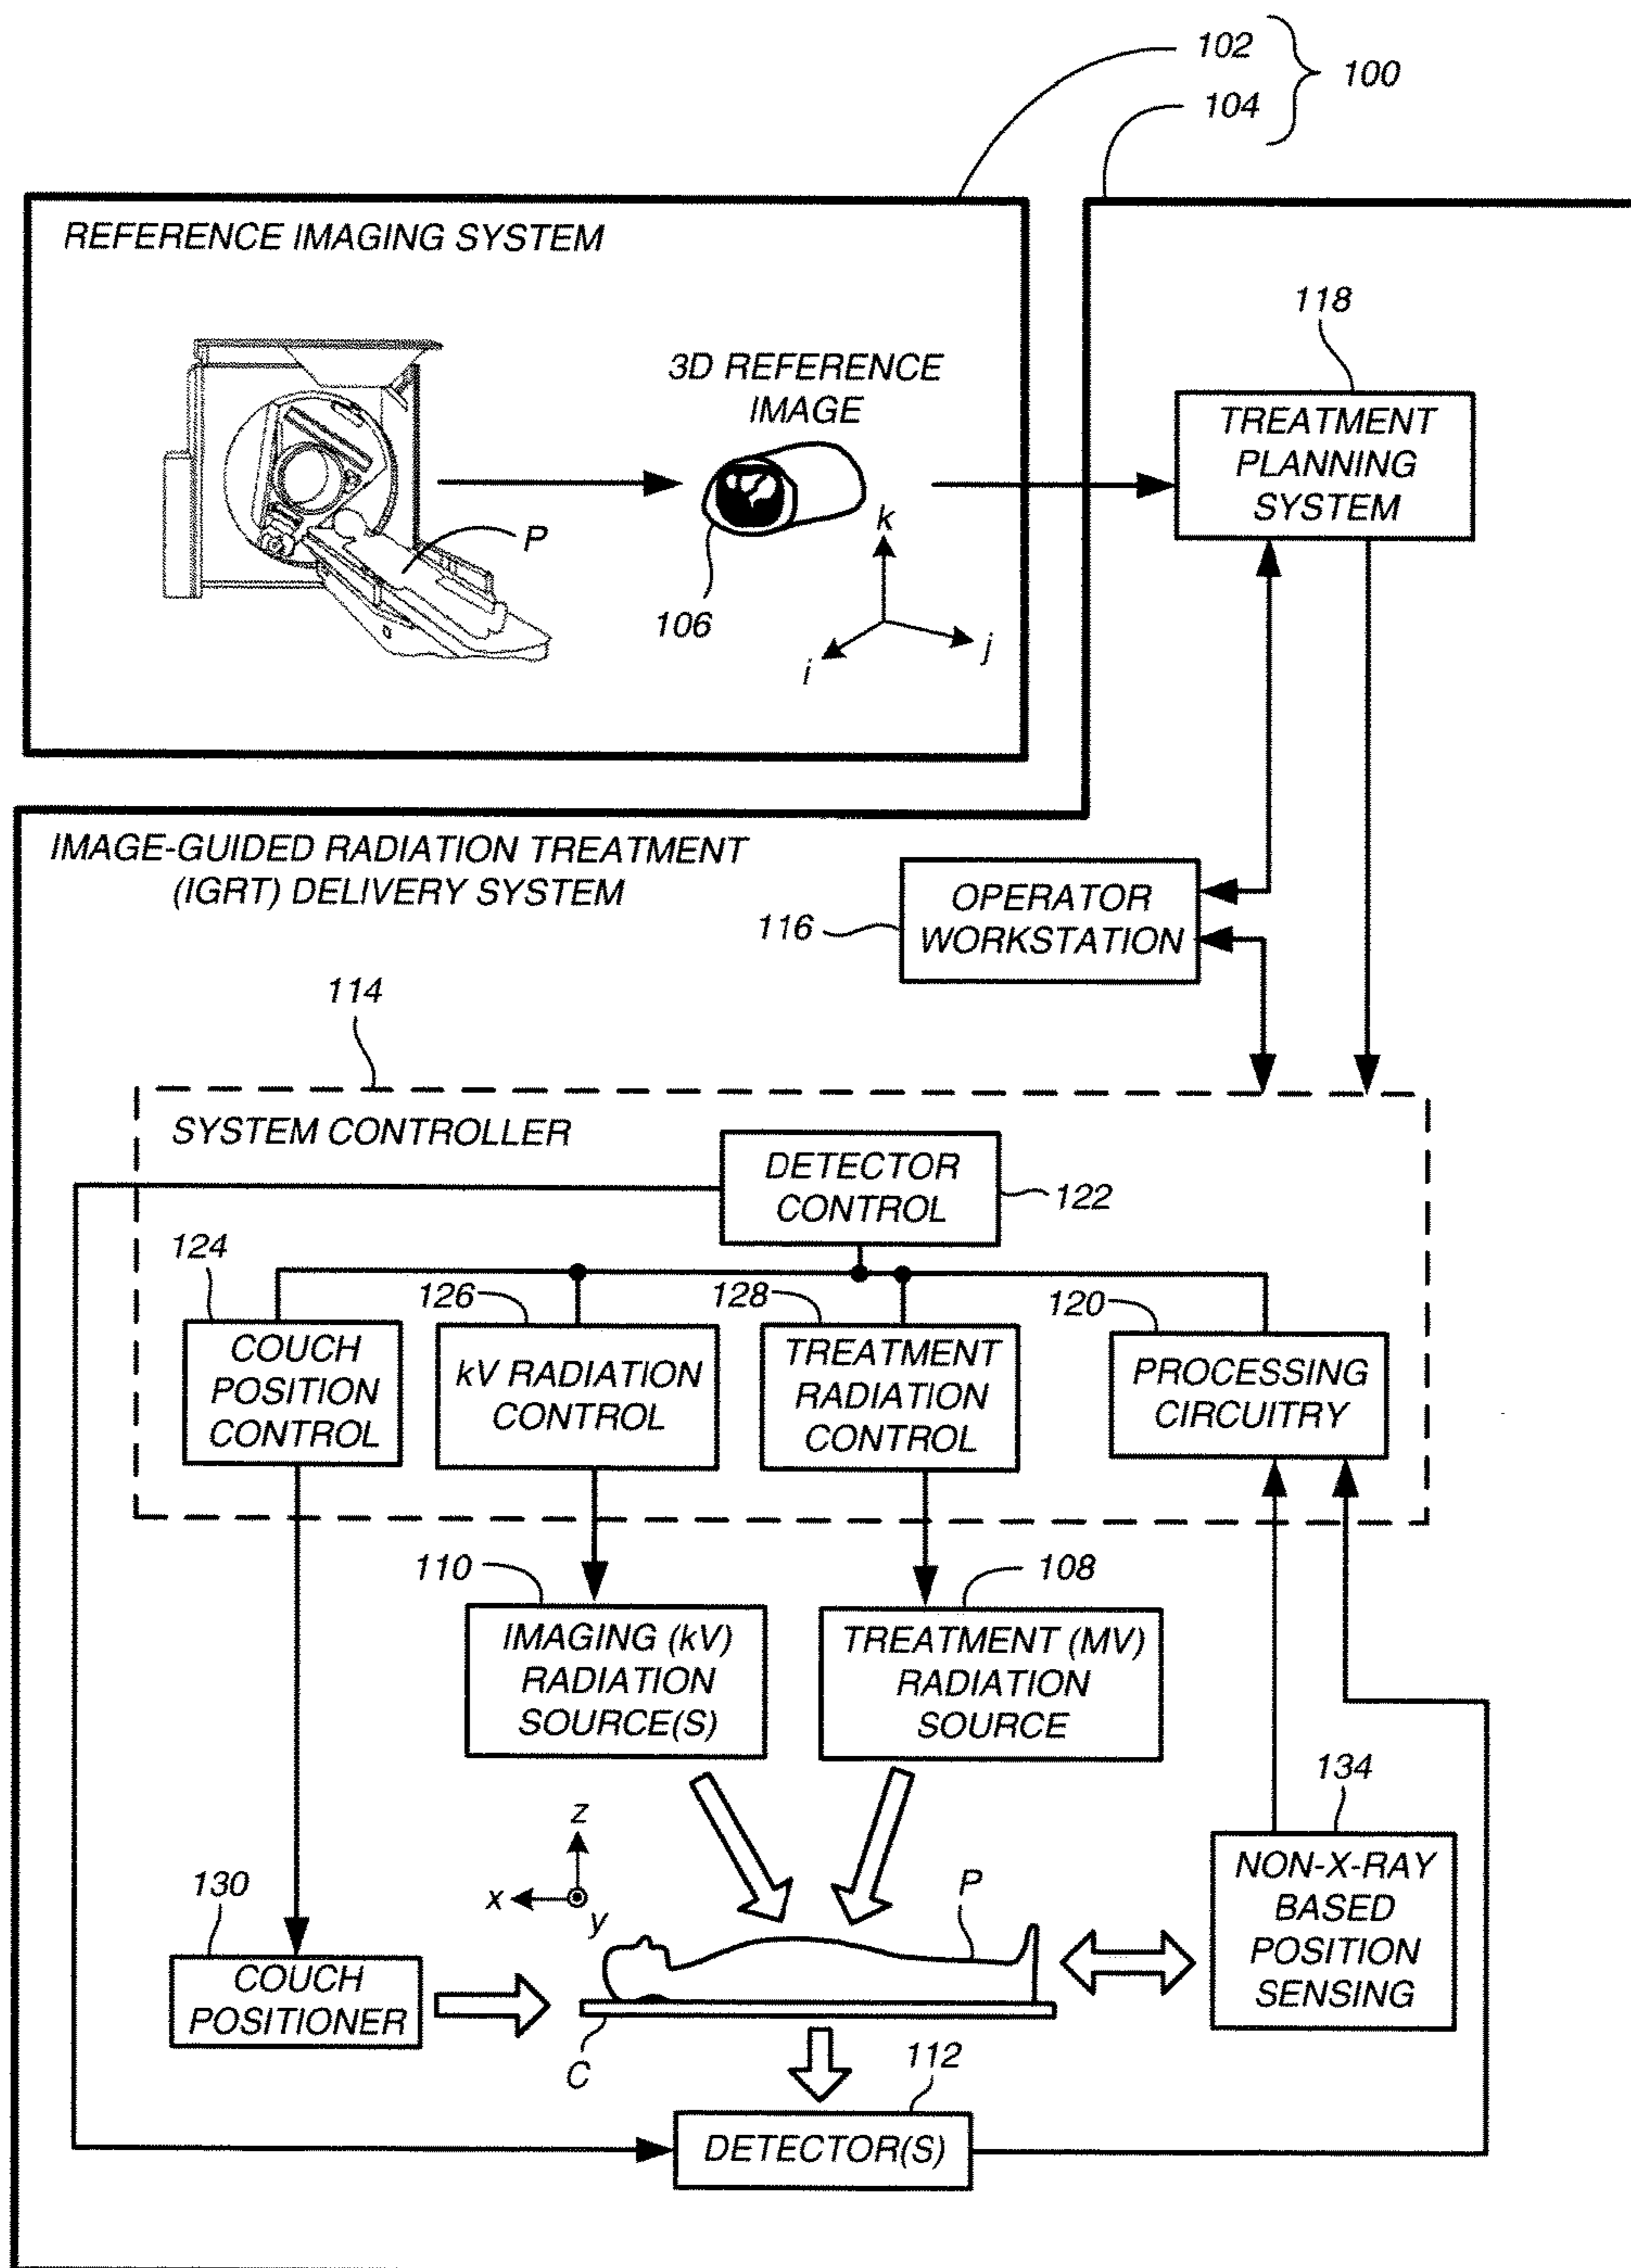 102
100
104
REFERENCE IMAGING SYSTEM
118
3D REFERENCE
IMAGE
TREATMENT
PLANNING
SYSTEM
P
k
106
j
i
IMAGE-GUIDED RADIATION TREATMENT
(IGRT) DELIVERY SYSTEM
OPERATOR
WORKSTATION
116
114
SYSTEM CONTROLLER
DETECTOR
CONTROL
122
124
126
128
120
COUCH
POSITION
CONTROL
kV RADIATION
CONTROL
TREATMENT
RADIATION
CONTROL
PROCESSING
CIRCUITRY
110
108
IMAGING (kV)
RADIATION
SOURCE(S)
TREATMENT (MV)
RADIATION
SOURCE
134
z
x
y
NON-X-RAY
BASED
POSITION
SENSING
130
P
COUCH
POSITIONER
C
112
DETECTOR(S)